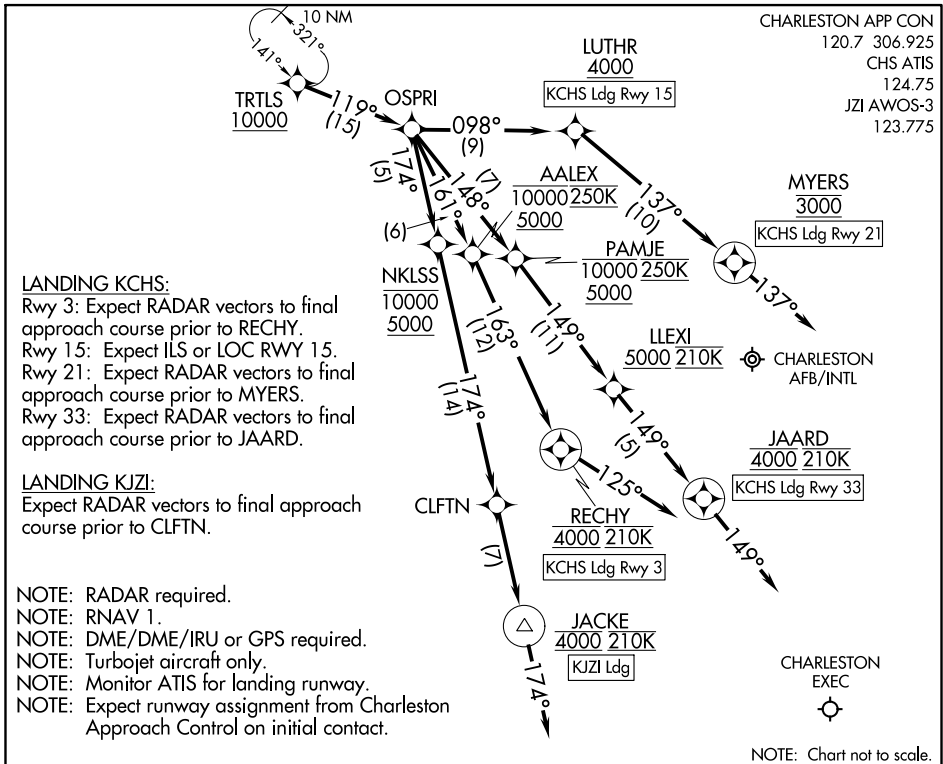 CHARLESTON APP CON
120.7 306.925
CHS ATIS
124.75
JZI AWOS-3
123.775
10 NM
321°
141°
TRTLS
10000
119°
(15)
OSPRI
098°
(9)
LUTHR
4000
KCHS Ldg Rwy 15
137°
(10)
MYERS
3000
KCHS Ldg Rwy 21
137°
174°
(5)
161°
(6)
148°
(7)
AALEX
10000 250K
5000
PAMJE
10000 250K
5000
NKLSS
10000
5000
163°
(12)
149°
(11)
LLEXI
5000 210K
CHARLESTON
AFB/INTL
174°
(14)
149°
(5)
JAARD
4000 210K
KCHS Ldg Rwy 33
149°
125°
RECHY
4000 210K
KCHS Ldg Rwy 3
CLFTN
(7)
JACKE
4000 210K
KJZI Ldg
174°
CHARLESTON
EXEC
LANDING KCHS:
Rwy 3: Expect RADAR vectors to final
approach course prior to RECHY.
Rwy 15: Expect ILS or LOC RWY 15.
Rwy 21: Expect RADAR vectors to final
approach course prior to MYERS.
Rwy 33: Expect RADAR vectors to final
approach course prior to JAARD.
LANDING KJZI:
Expect RADAR vectors to final approach
course prior to CLFTN.
NOTE: RADAR required.
NOTE: RNAV 1.
NOTE: DME/DME/IRU or GPS required.
NOTE: Turbojet aircraft only.
NOTE: Monitor ATIS for landing runway.
NOTE: Expect runway assignment from Charleston
Approach Control on initial contact.
NOTE: Chart not to scale.